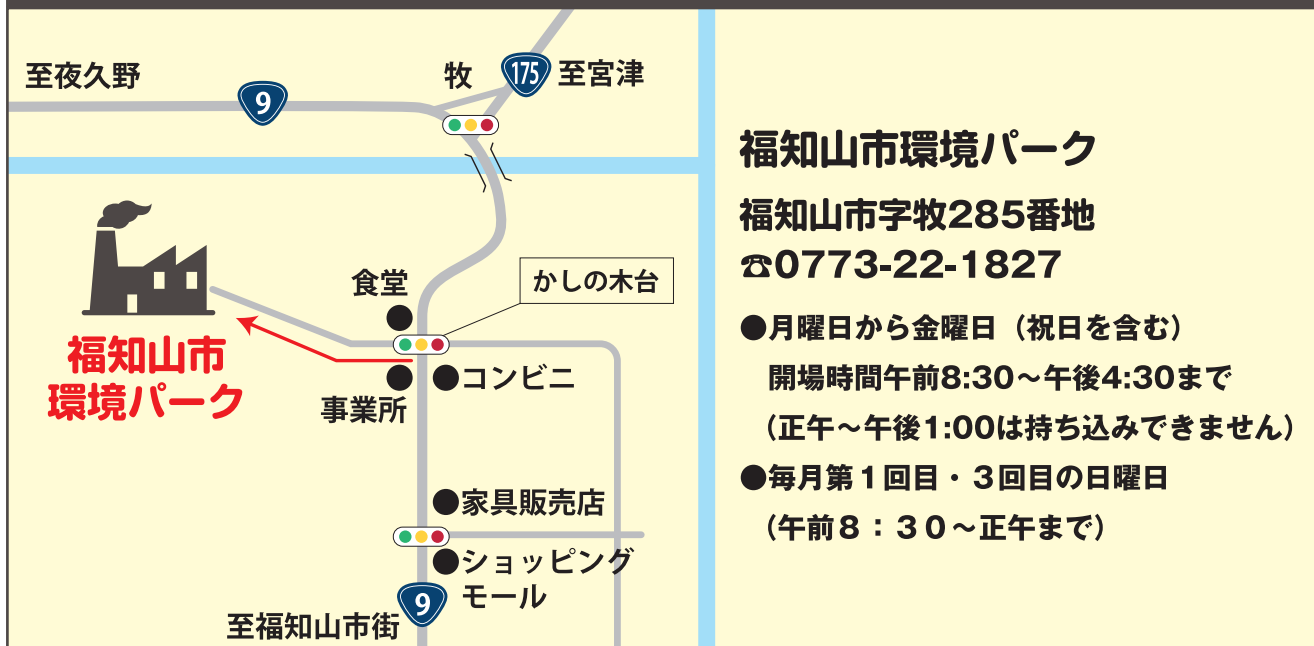 至夜久野
9
牧
175
至宮津
食堂
かしの木台
福知山市
環境パーク
コンビニ
事業所
家具販売店
ショッピング
モール
9
至福知山市街
福知山市環境パーク
福知山市字牧285番地
☎0773-22-1827
●月曜日から金曜日（祝日を含む）
開場時間午前8:30～午後4:30まで
（正午～午後1:00は持ち込みできません）
●毎月第１回目・３回目の日曜日
（午前８：３０～正午まで）